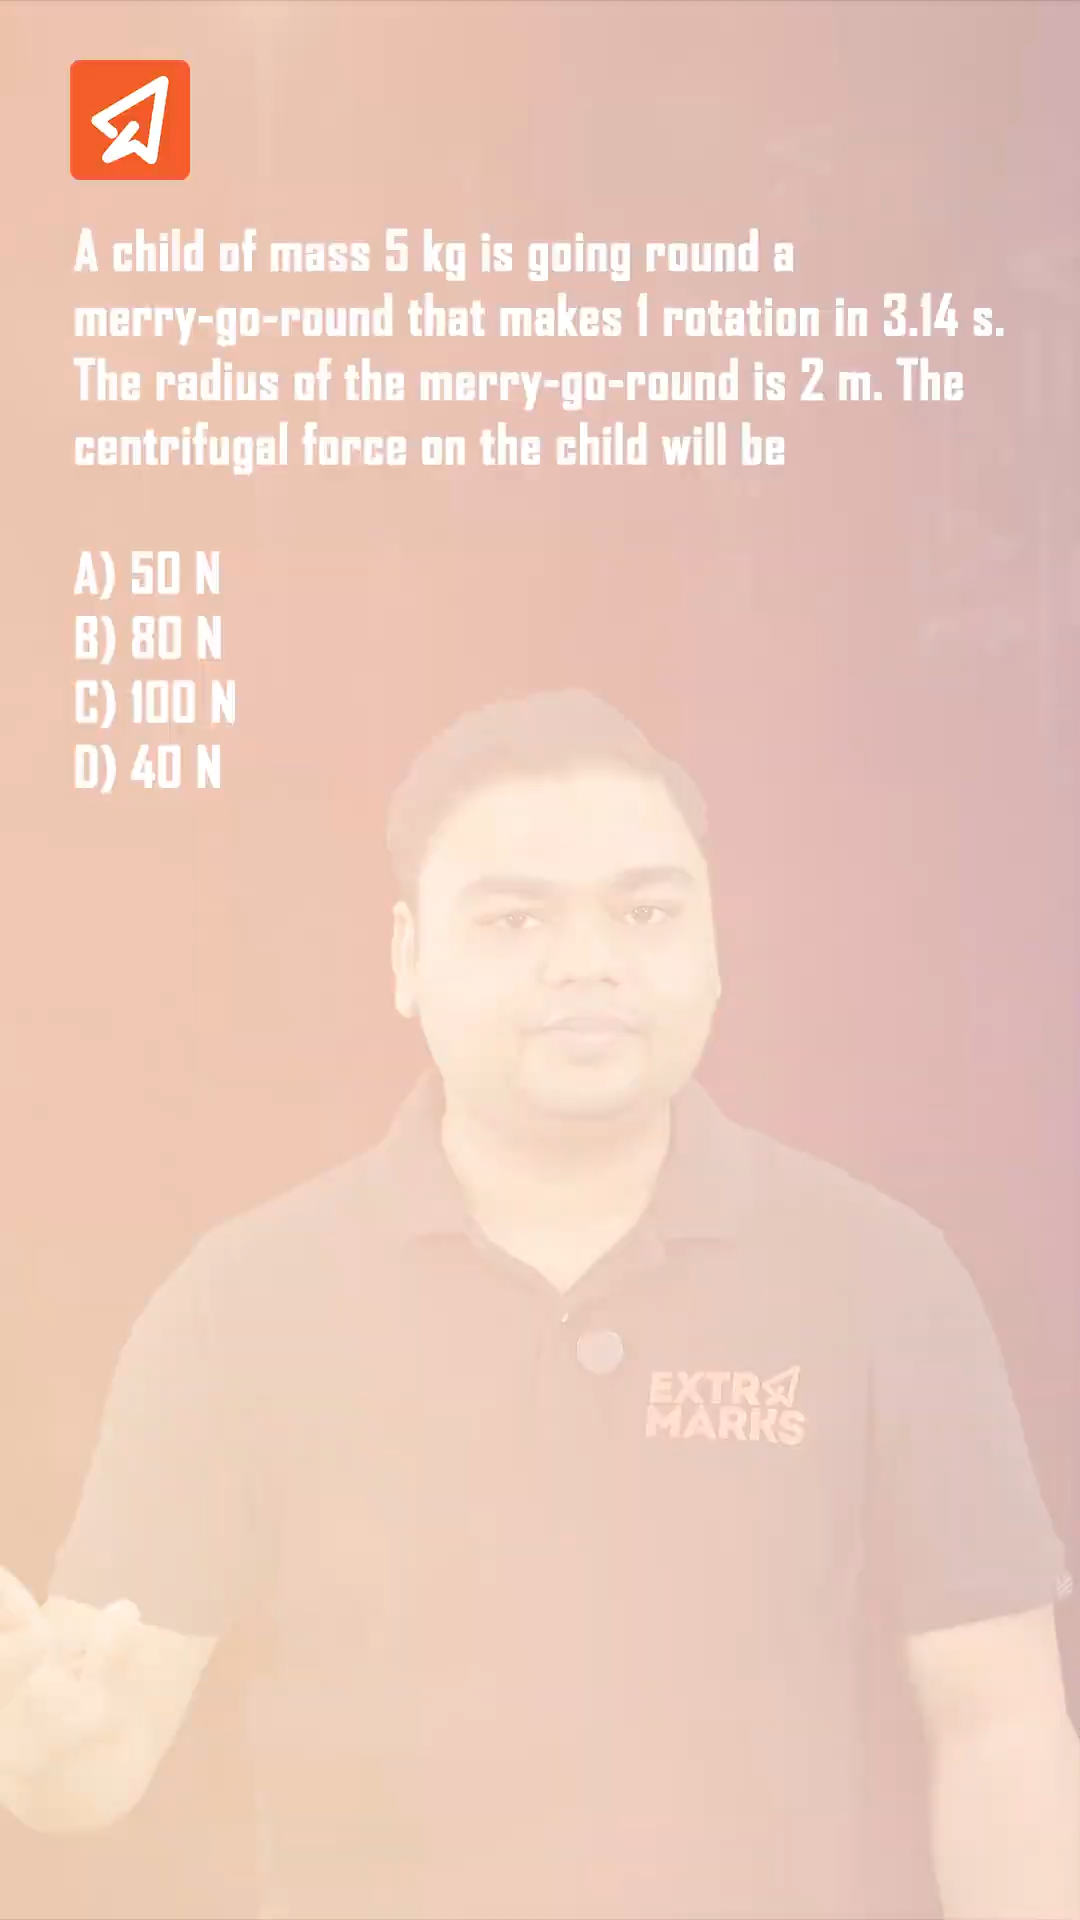 A child of mass 5 kg is going round a
merry-go-round that makes 1 rotation in 3.14 s.
The radius of the merry-go-round is 2 m. The
centrifugal force on the child will be
A) 50 N
B) 80 N
C) 100 N
D) 40 N
EXTRA
MARKS